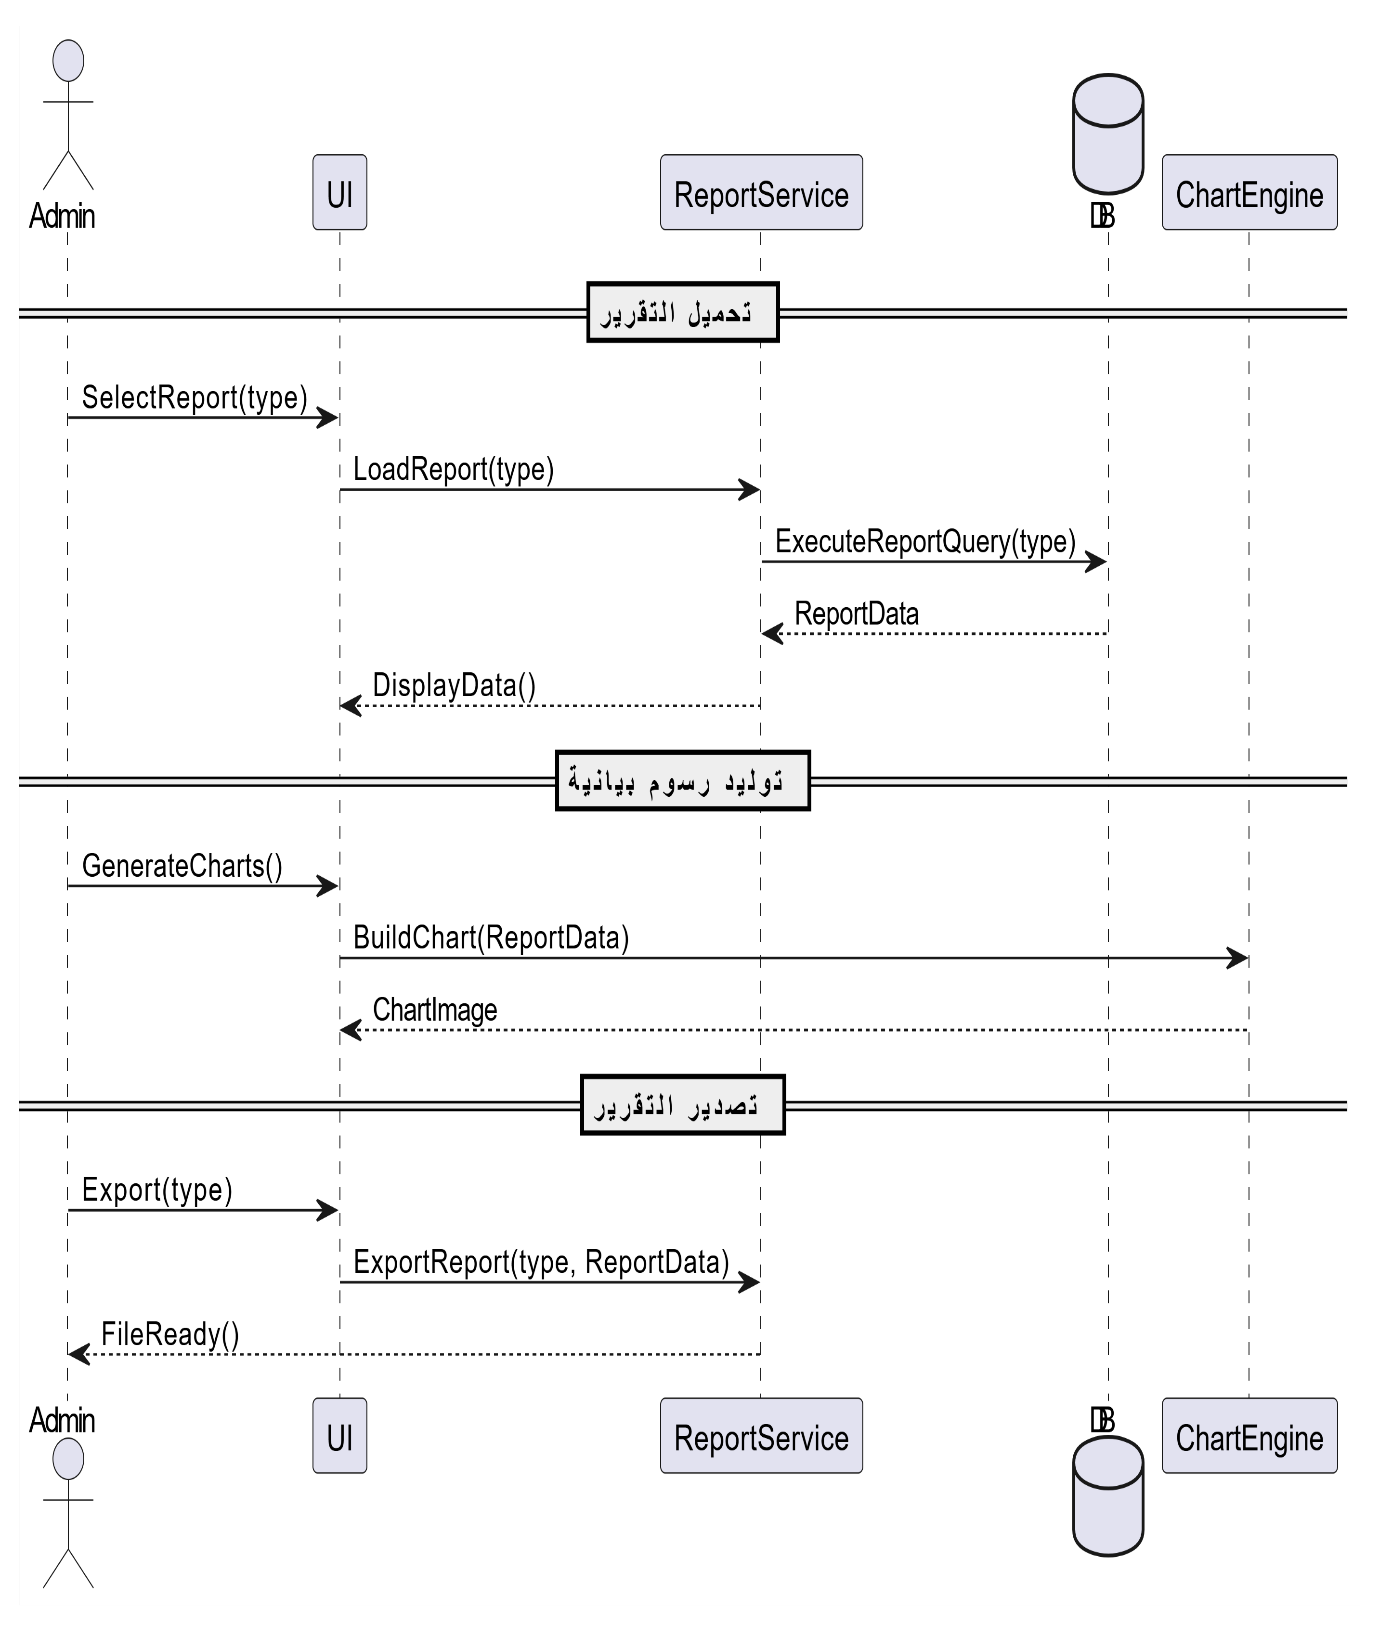 Admin
UI
ReportService
DB
ChartEngine
تحميل التقرير
SelectReport(type)
LoadReport(type)
ExecuteReportQuery(type)
ReportData
DisplayData()
توليد رسوم بيانية
GenerateCharts()
BuildChart(ReportData)
ChartImage
تصدير التقرير
Export(type)
ExportReport(type, ReportData)
FileReady()
Admin
UI
ReportService
DB
ChartEngine